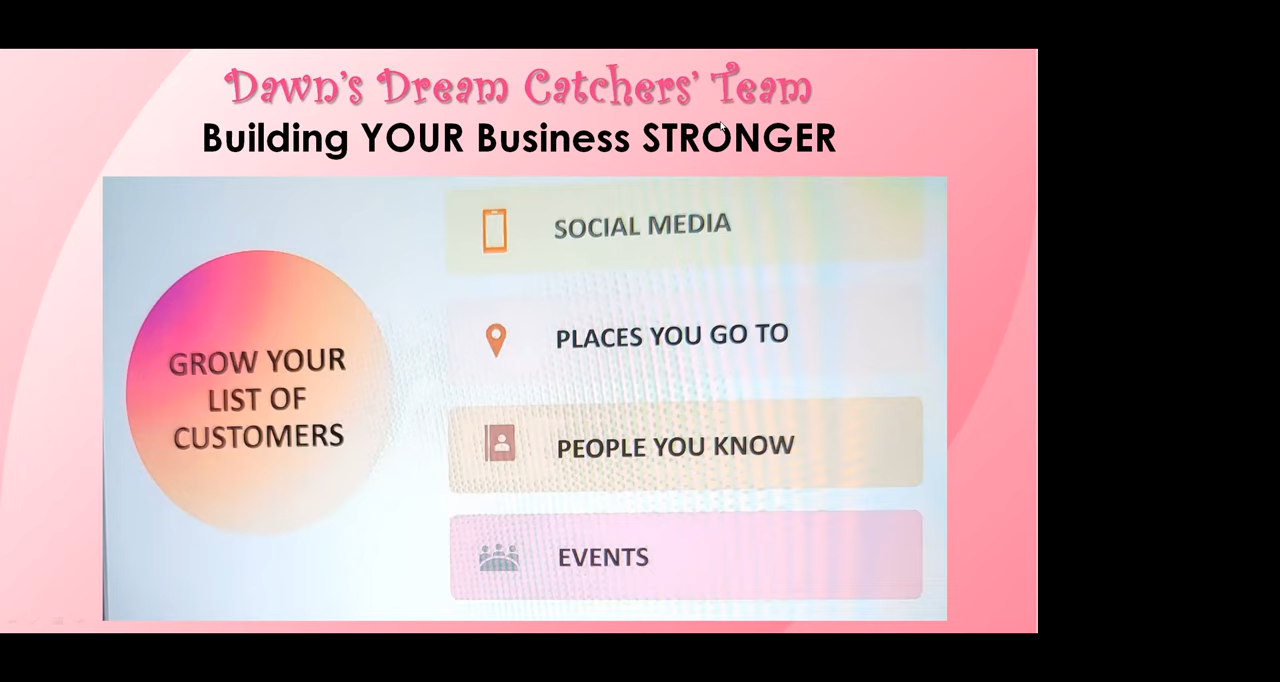 Dawn's Dream Catchers' Team
Building YOUR Business STRONGER
GROW YOUR
LIST OF
CUSTOMERS
SOCIAL MEDIA
PLACES YOU GO TO
PEOPLE YOU KNOW
EVENTS